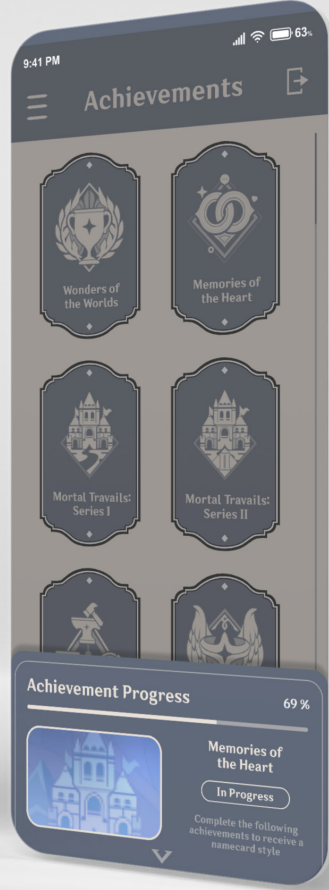 9:41 PM
63%
Achievements
Wonders of
the Worlds
Memories of
the Heart
Mortal Travails:
Series I
Mortal Travails:
Series II
Achievement Progress
69 %
Memories of
the Heart
In Progress
Complete the following
achievements to receive a
namecard style